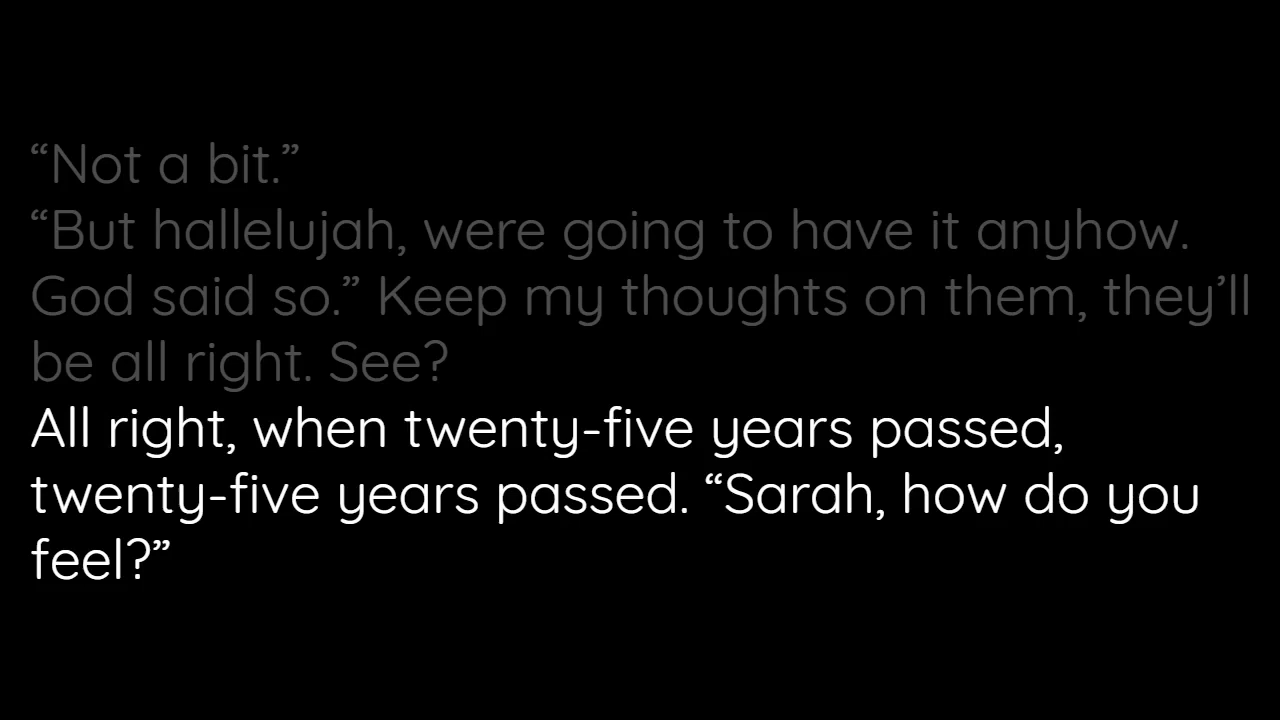 “Not a bit.”
“But hallelujah, were going to have it anyhow.
God said so.” Keep my thoughts on them, they’ll
be all right. See?
All right, when twenty-five years passed,
twenty-five years passed. “Sarah, how do you
feel?”